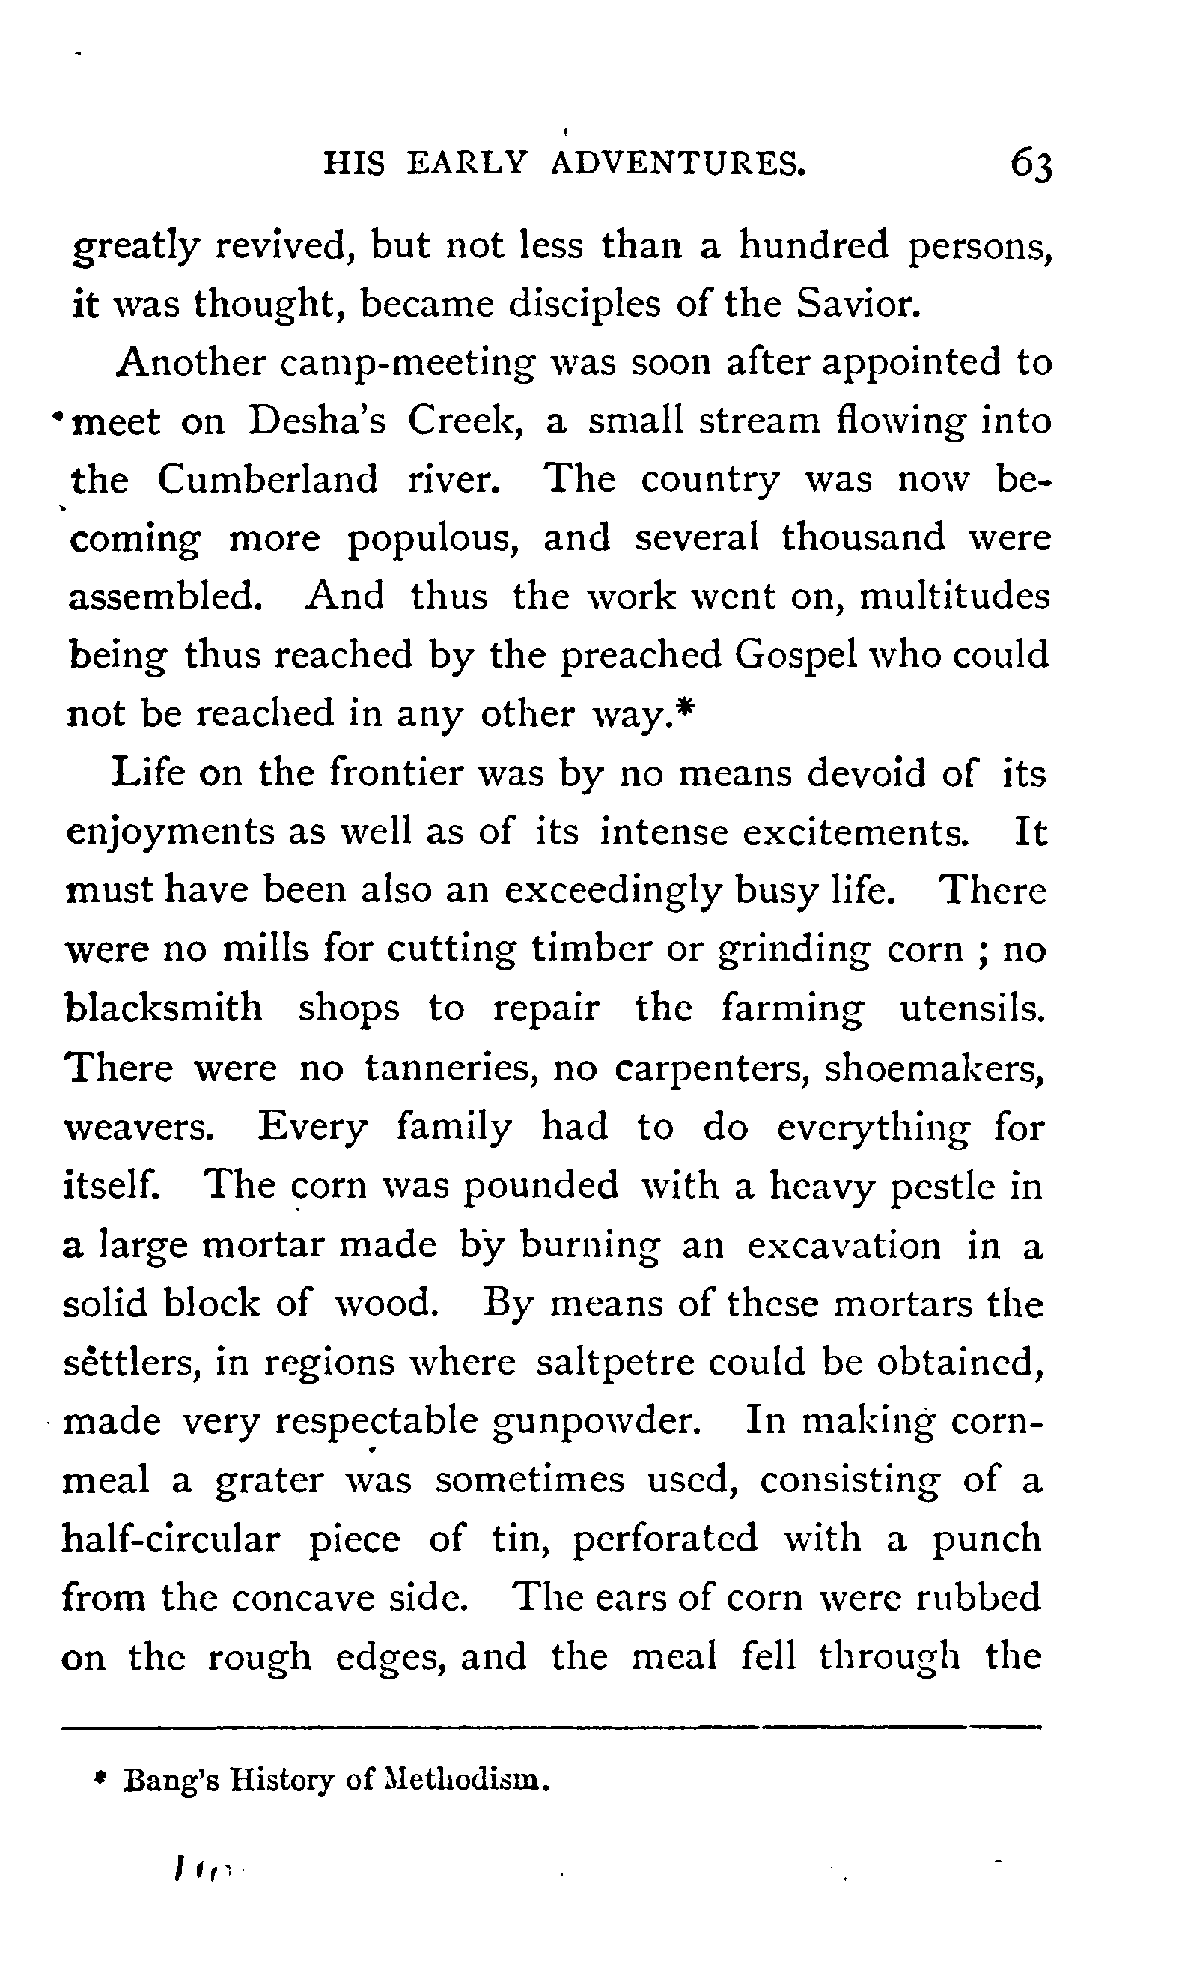 HIS EARLY ADVENTURES. 63
greatly revived, but not less than a hundred persons,
it was thought, became disciples of the Savior.
Another camp-meeting was soon after appointed to
meet on Desha's Creek, a small stream flowing into
the Cumberland river. The country was now be-
coming more populous, and several thousand were
assembled. And thus the work went on, multitudes
being thus reached by the preached Gospel who could
not be reached in any other way.*
Life on the frontier was by no means devoid of its
enjoyments as well as of its intense excitements. It
must have been also an exceedingly busy life. There
were no mills for cutting timber or grinding corn ; no
blacksmith shops to repair the farming utensils.
There were no tanneries, no carpenters, shoemakers,
weavers. Every family had to do everything for
itself. The corn was pounded with a heavy pestle in
a large mortar made by burning an excavation in a
solid block of wood. By means of these mortars the
settlers, in regions where saltpetre could be obtained,
made very respectable gunpowder. In making corn-
meal a grater was sometimes used, consisting of a
half-circular piece of tin, perforated with a punch
from the concave side. The ears of corn were rubbed
on the rough edges, and the meal fell through the
* Bang's History of Methodism.